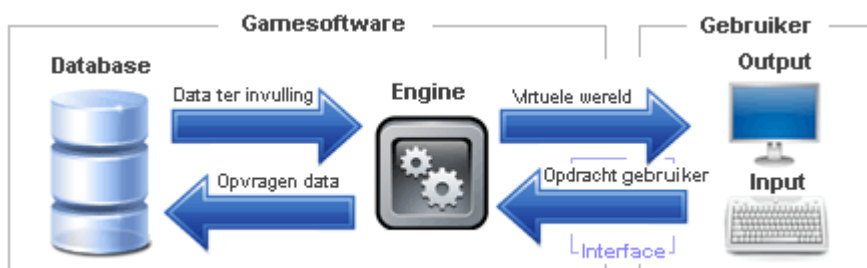 Gamesoftware
Gebruiker
Database
Output
Data ter invulling
Engine
Virtuele wereld
Opvragen data
Opdracht gebruiker
Input
Interface